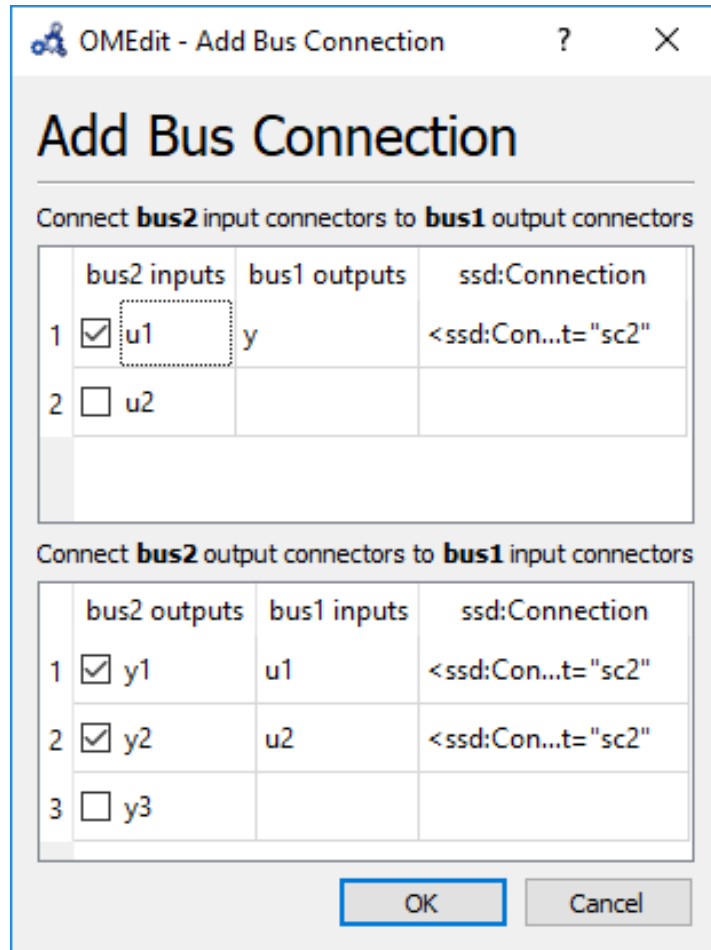 OMEdit - Add Bus Connection ?
Add Bus Connection
Connect bus2 input connectors to bus1 output connectors
bus2 inputs bus1 outputs ssd:Connection
1 u1 y <ssd:Con...t="sc2"
2 u2
Connect bus2 output connectors to bus1 input connectors
bus2 outputs bus1 inputs ssd:Connection
1 y1 u1 <ssd:Con...t="sc2"
2 y2 u2 <ssd:Con...t="sc2"
3 y3
OK Cancel